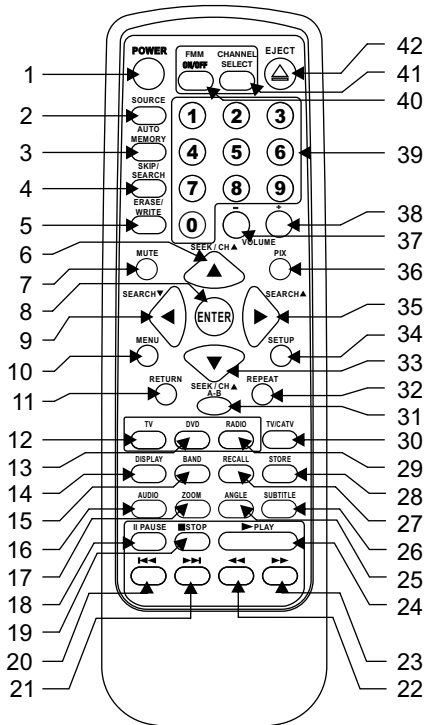 POWER
FMM
ON/OFF
CHANNEL
SELECT
EJECT
SOURCE
AUTO
MEMORY
SKIP/
SEARCH
ERASE/
WRITE
1 2 3
4 5 6
7 8 9
0
- +
VOLUME
SEEK/CH▲
MUTE
PIX
SEARCH▼
SEARCH▲
ENTER
MENU
SETUP
RETURN
SEEK/CH▲
A-B
REPEAT
TV DVD RADIO TV/CATV
DISPLAY BAND RECALL STORE
AUDIO ZOOM ANGLE SUBTITLE
II PAUSE ■STOP ►PLAY
1
2
3
4
5
6
7
8
9
10
11
12
13
14
15
16
17
18
19
20
21
42
41
40
39
38
37
36
35
34
33
32
31
30
29
28
27
26
25
24
23
22